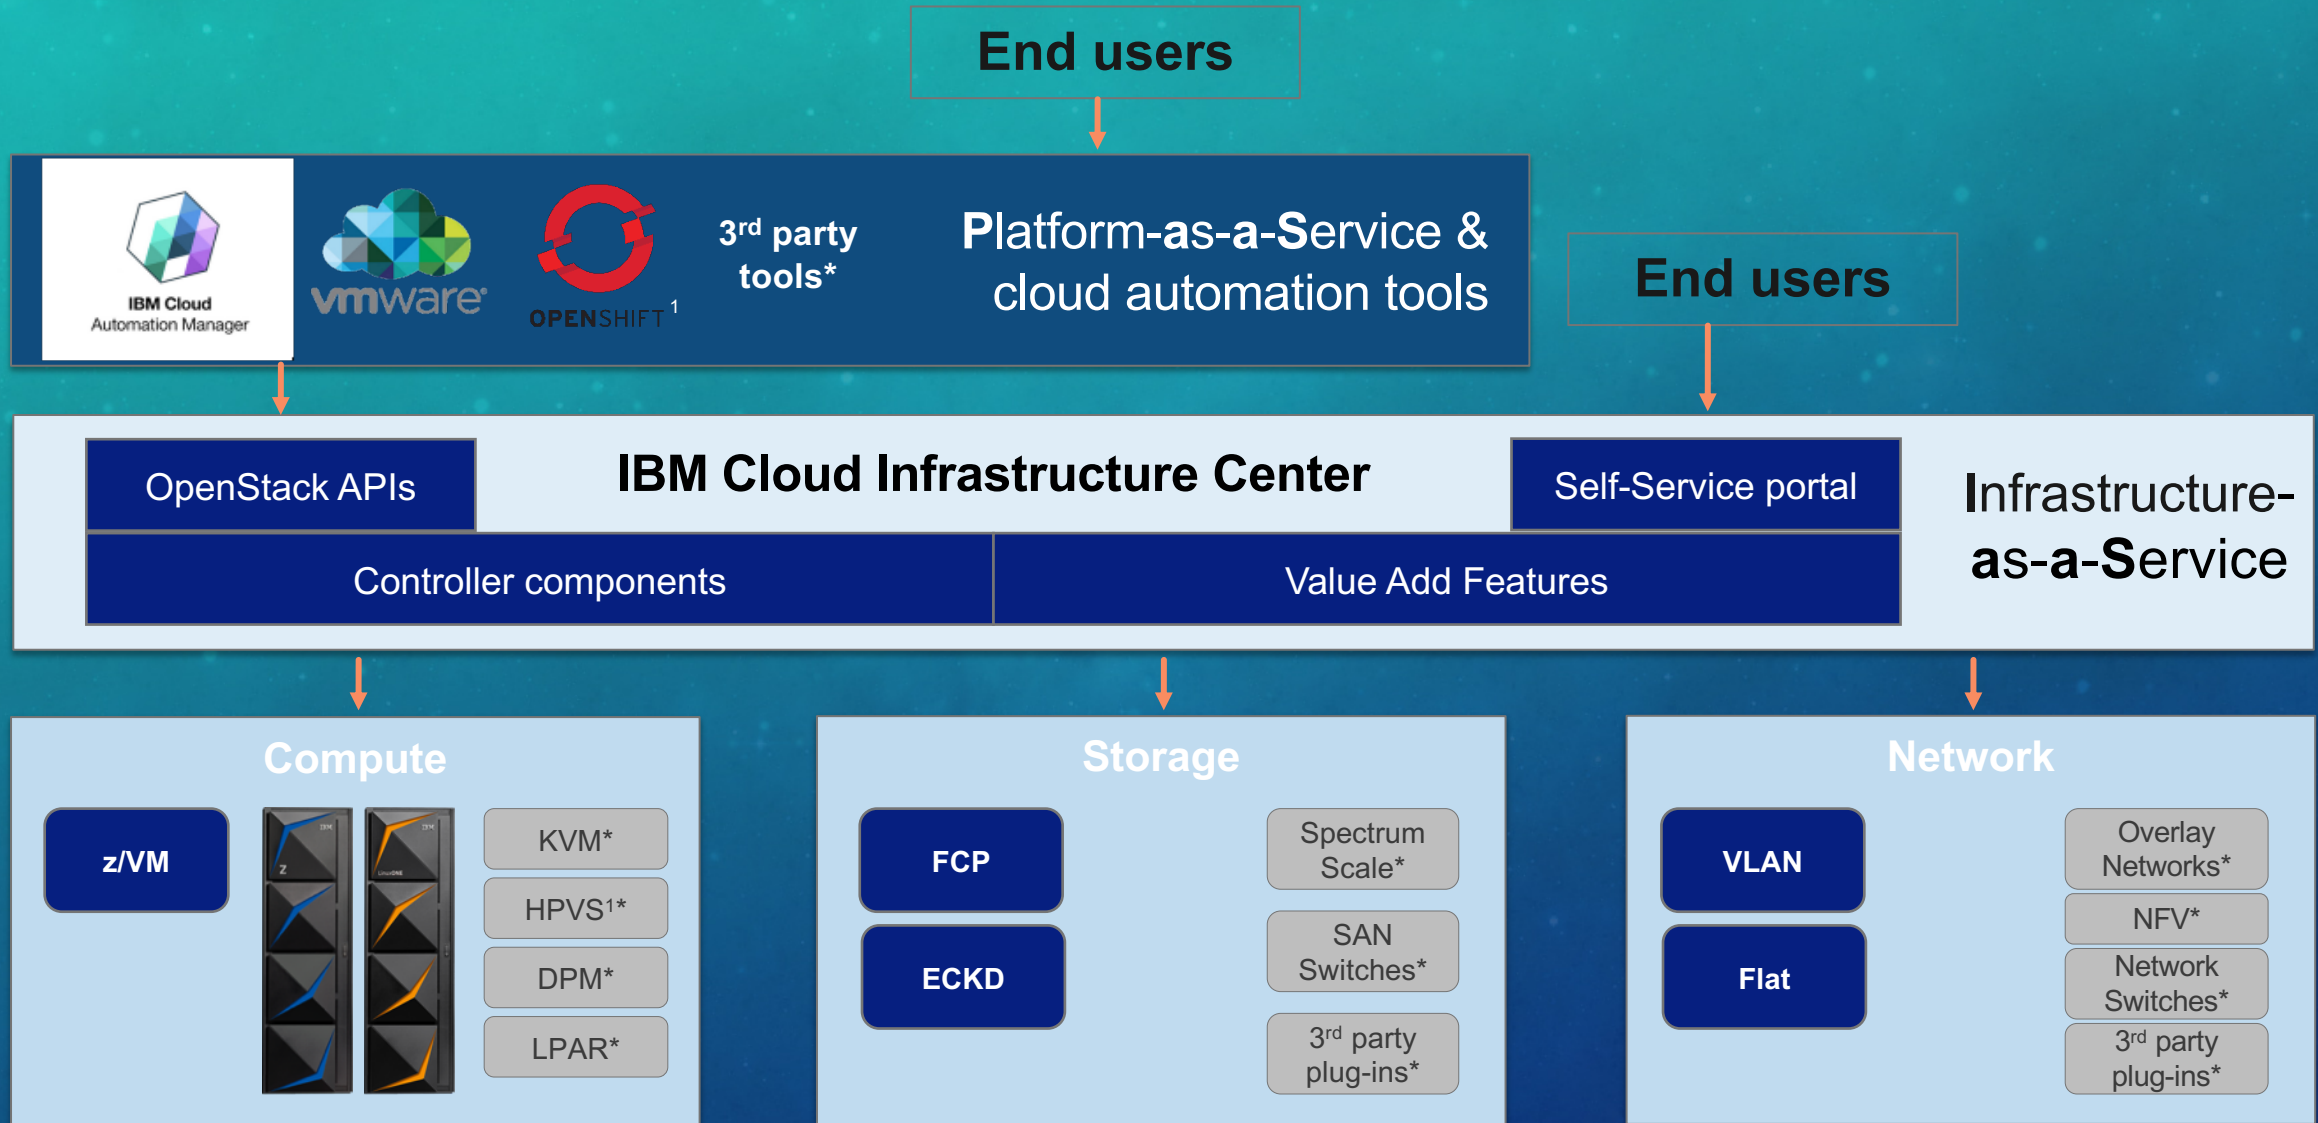 End users
IBM Cloud
Automation Manager
vmware®
OPENSHIFT 1
3rd party
tools*
Platform-as-a-Service &
cloud automation tools
End users
OpenStack APIs
IBM Cloud Infrastructure Center
Self-Service portal
Controller components
Value Add Features
Infrastructure-
as-a-Service
Compute
z/VM
IBM
Z
IBM
LinuxONE
KVM*
HPVS1*
DPM*
LPAR*
Storage
FCP
ECKD
Spectrum
Scale*
SAN
Switches*
3rd party
plug-ins*
Network
VLAN
Flat
Overlay
Networks*
NFV*
Network
Switches*
3rd party
plug-ins*